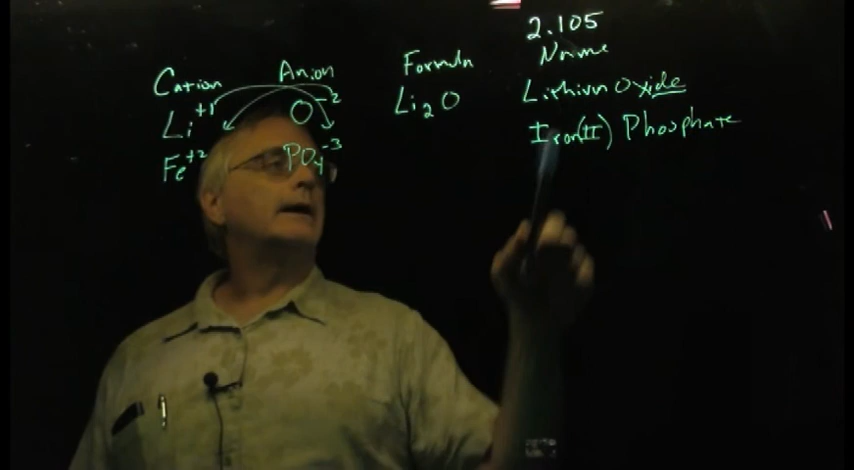 2.105
Cation Anion Formula Name
Li+1 O-2 Li2O Lithium Oxide
Fe+2 PO4-3 Iron(II) Phosphate